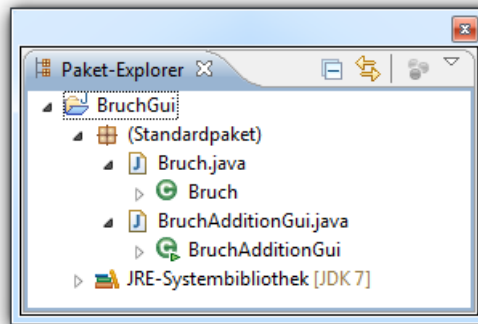 Paket-Explorer
BruchGui
(Standardpaket)
Bruch.java
Bruch
BruchAdditionGui.java
BruchAdditionGui
JRE-Systembibliothek [JDK 7]